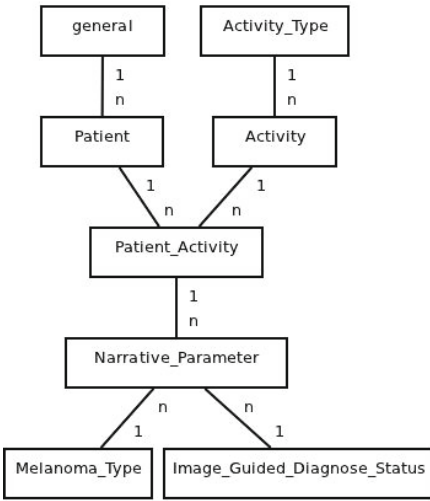 general Activity_Type
1 1
n n
Patient Activity
1 1
n n
Patient_Activity
1
n
Narrative_Parameter
n n
1 1
Melanoma_Type Image_Guided_Diagnose_Status